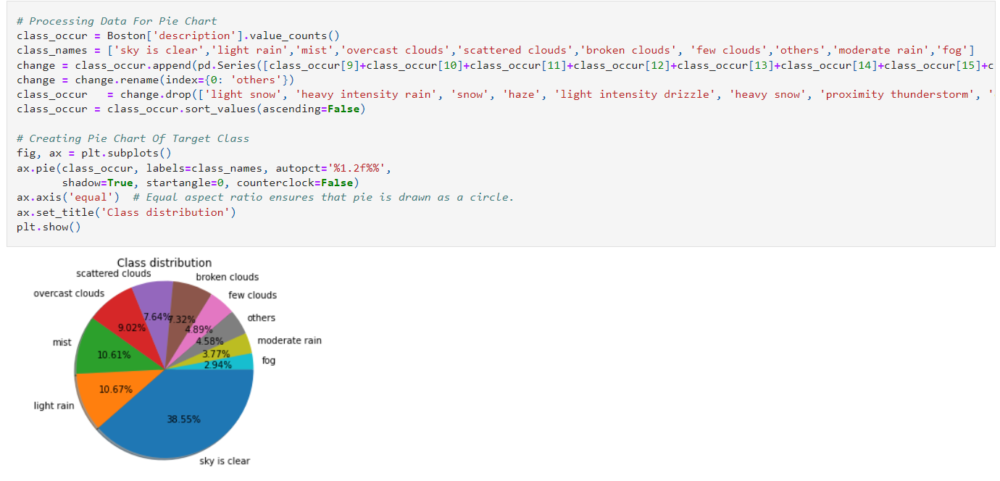 # Processing Data For Pie Chart
class_occur = Boston['description'].value_counts()
class_names = ['sky is clear','light rain','mist','overcast clouds','scattered clouds','broken clouds', 'few clouds','others','moderate rain','fog']
change = class_occur.append(pd.Series([class_occur[9]+class_occur[10]+class_occur[11]+class_occur[12]+class_occur[13]+class_occur[14]+class_occur[15]+c
change = change.rename(index={0: 'others'})
class_occur   = change.drop(['light snow', 'heavy intensity rain', 'snow', 'haze', 'light intensity drizzle', 'heavy snow', 'proximity thunderstorm', '
class_occur = class_occur.sort_values(ascending=False)
# Creating Pie Chart Of Target Class
fig, ax = plt.subplots()
ax.pie(class_occur, labels=class_names, autopct='%1.2f%%',
       shadow=True, startangle=0, counterclock=False)
ax.axis('equal')  # Equal aspect ratio ensures that pie is drawn as a circle.
ax.set_title('Class distribution')
plt.show()
Class distribution
scattered clouds
broken clouds
overcast clouds
few clouds
7.64%
7.32%
others
9.02%
4.89%
mist
4.58%
moderate rain
10.61%
3.77%
fog
2.94%
10.67%
light rain
38.55%
sky is clear